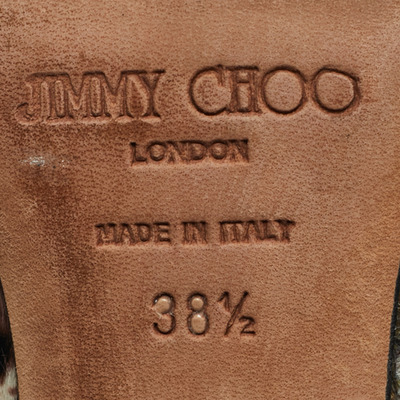 JIMMY CHOO
LONDON
MADE IN ITALY
38½